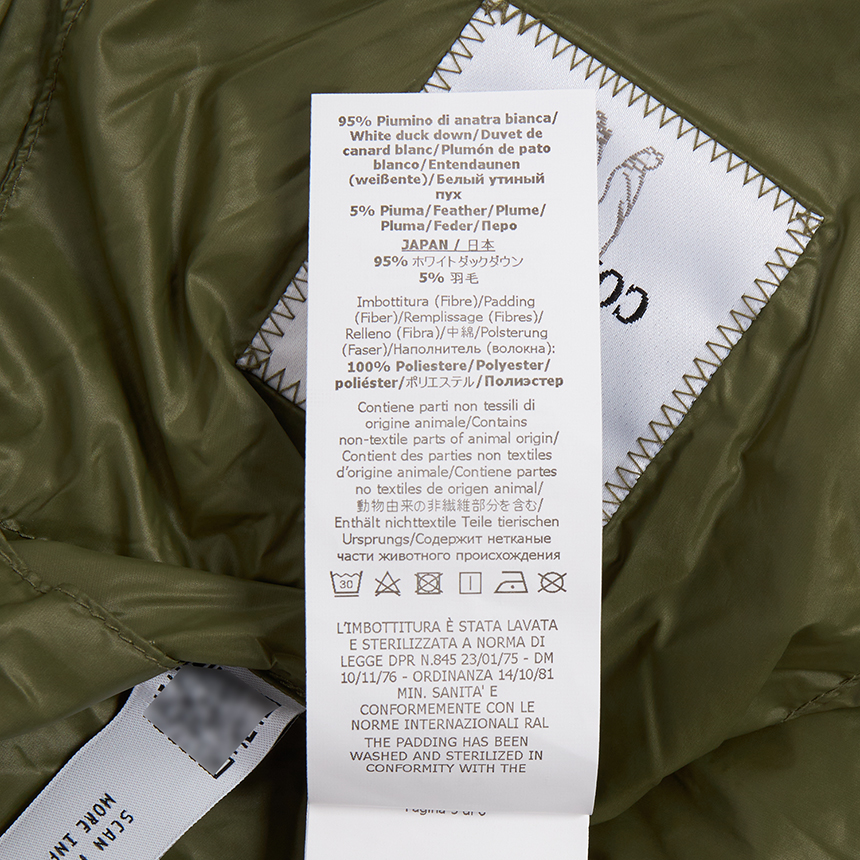 95% Piumino di anatra bianca/
White duck down/Duvet de
canard blanc/Plumón de pato
blanco/Entendaunen
(weißente)/Белый утиный
пух
5% Piuma/Feather/Plume/
Pluma/Feder/Перо
JAPAN / 日本
95% ホワイトダックダウン
5% 羽毛
Imbottitura (Fibre)/Padding
(Fiber)/Remplissage (Fibres)/
Relleno (Fibra)/中綿/Polsterung
(Faser)/Наполнитель (волокна):
100% Poliestere/Polyester/
poliéster/ポリエステル/Полиэстер
Contiene parti non tessili di
origine animale/Contains
non-textile parts of animal origin/
Contient des parties non textiles
d'origine animale/Contiene partes
no textiles de origen animal/
動物由来の非繊維部分を含む/
Enthält nichttextile Teile tierischen
Ursprungs/Содержит нетканые
части животного происхождения
30
L'IMBOTTITURA È STATA LAVATA
E STERILIZZATA A NORMA DI
LEGGE DPR N.845 23/01/75 - DM
10/11/76 - ORDINANZA 14/10/81
MIN. SANITA' E
CONFORMEMENTE CON LE
NORME INTERNAZIONALI RAL
THE PADDING HAS BEEN
WASHED AND STERILIZED IN
CONFORMITY WITH THE
CO
SCAN
MORE